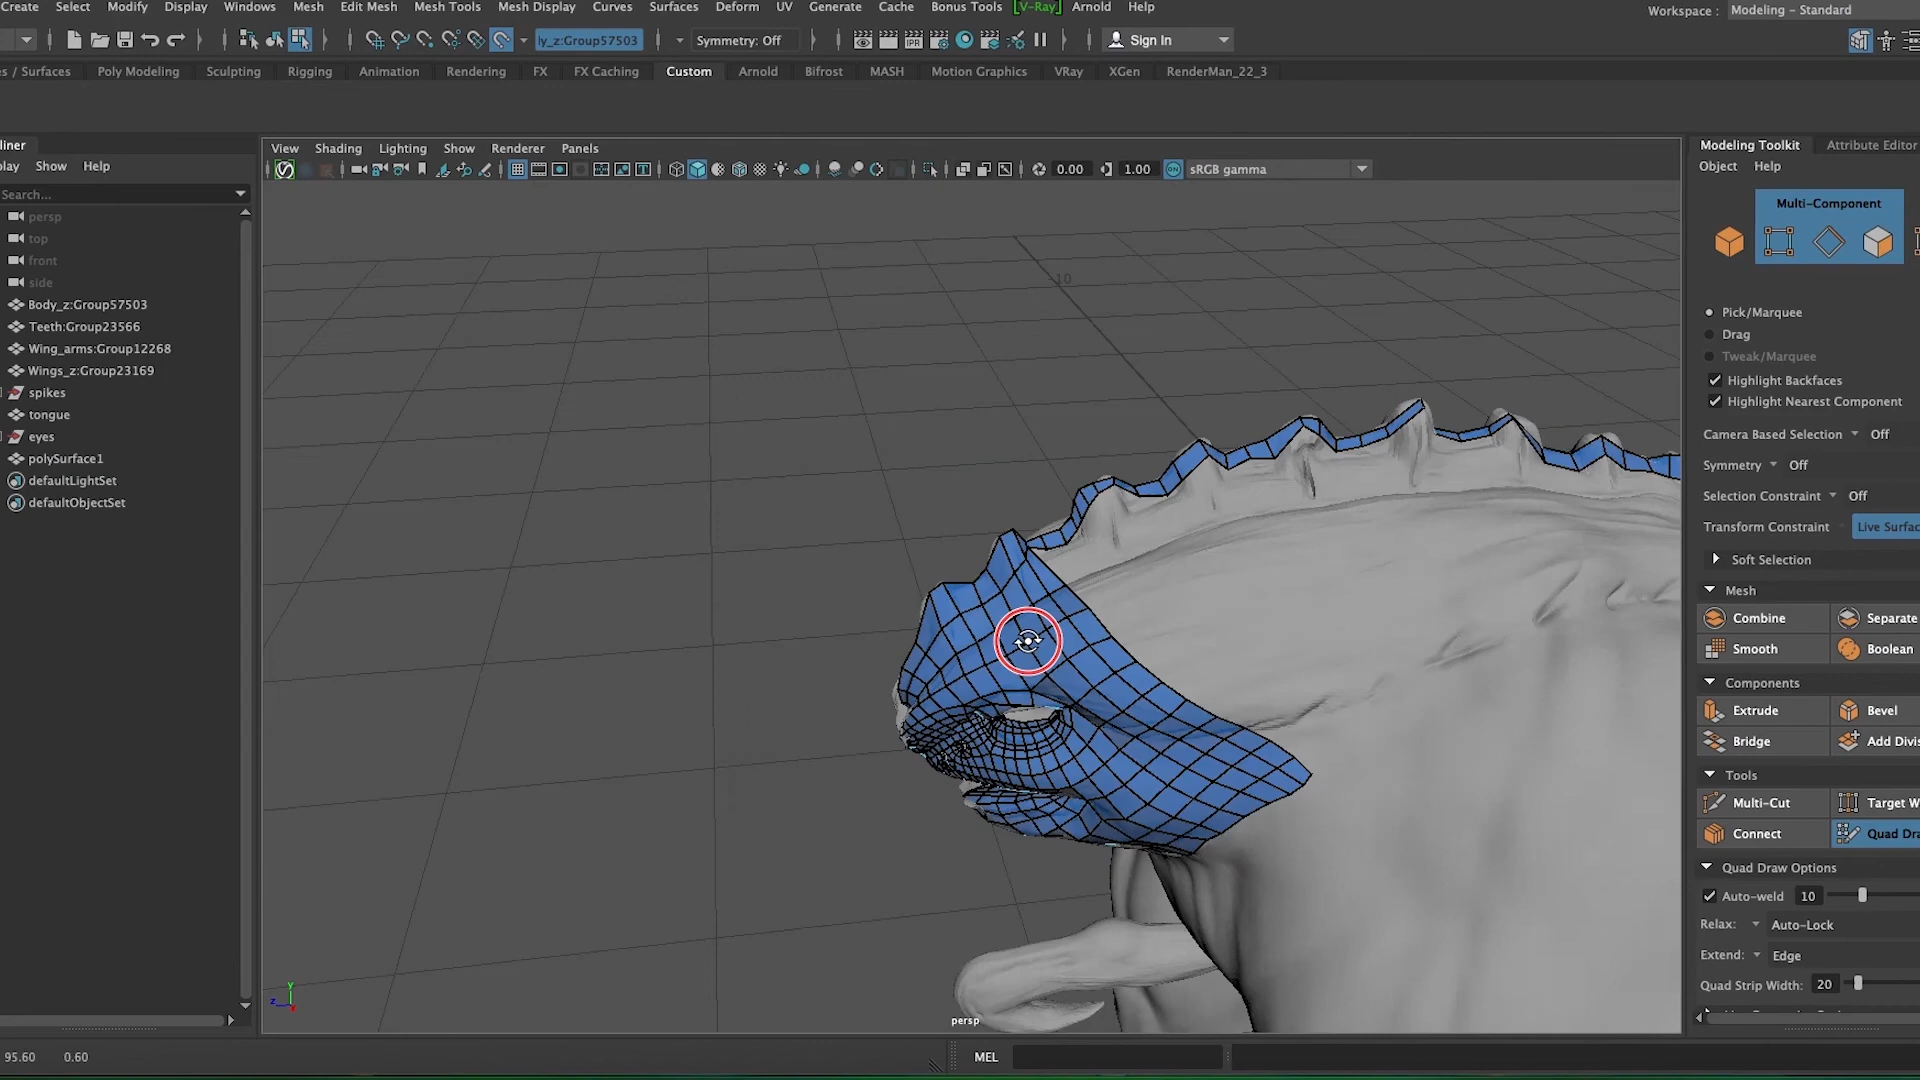 Create Select Modify Display Windows Mesh Edit Mesh Mesh Tools Mesh Display Curves Surfaces Deform UV Generate Cache Bonus Tools [V-Ray] Arnold Help
Workspace : Modeling - Standard
ly_z:Group57503 Symmetry: Off IPR Sign In
s / Surfaces Poly Modeling Sculpting Rigging Animation Rendering FX FX Caching Custom Arnold Bifrost MASH Motion Graphics VRay XGen RenderMan_22_3
liner
play Show Help
Search...
persp
top
front
side
Body_z:Group57503
Teeth:Group23566
Wing_arms:Group12268
Wings_z:Group23169
spikes
tongue
eyes
polySurface1
defaultLightSet
defaultObjectSet
View Shading Lighting Show Renderer Panels
0.00 1.00 ON sRGB gamma
10
y
z
persp
Modeling Toolkit Attribute Editor
Object Help
Multi-Component
Pick/Marquee
Drag
Tweak/Marquee
Highlight Backfaces
Highlight Nearest Component
Camera Based Selection Off
Symmetry Off
Selection Constraint Off
Transform Constraint Live Surfac
Soft Selection
Mesh
Combine Separate
Smooth Boolean
Components
Extrude Bevel
Bridge Add Divis
Tools
Multi-Cut Target W
Connect Quad Dra
Quad Draw Options
Auto-weld 10
Relax: Auto-Lock
Extend: Edge
Quad Strip Width: 20
95.60 0.60 MEL